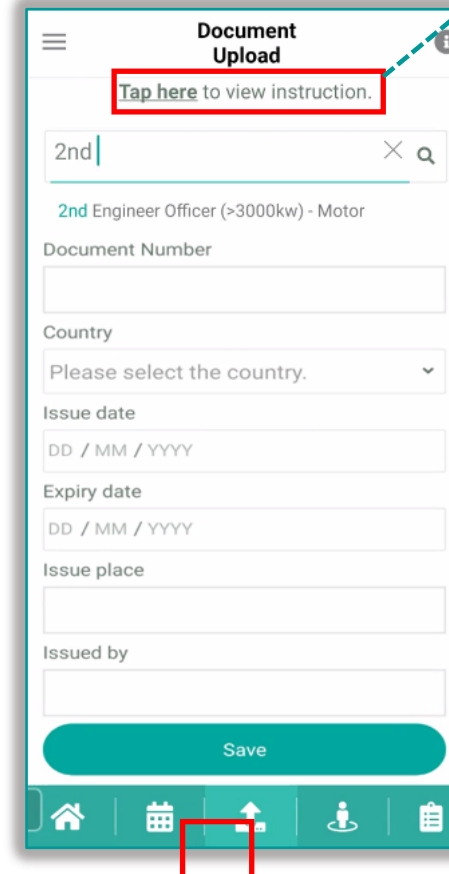 Document
Upload
Tap here to view instruction.
2nd
2nd Engineer Officer (>3000kw) - Motor
Document Number
Country
Please select the country.
Issue date
DD / MM / YYYY
Expiry date
DD / MM / YYYY
Issue place
Issued by
Save